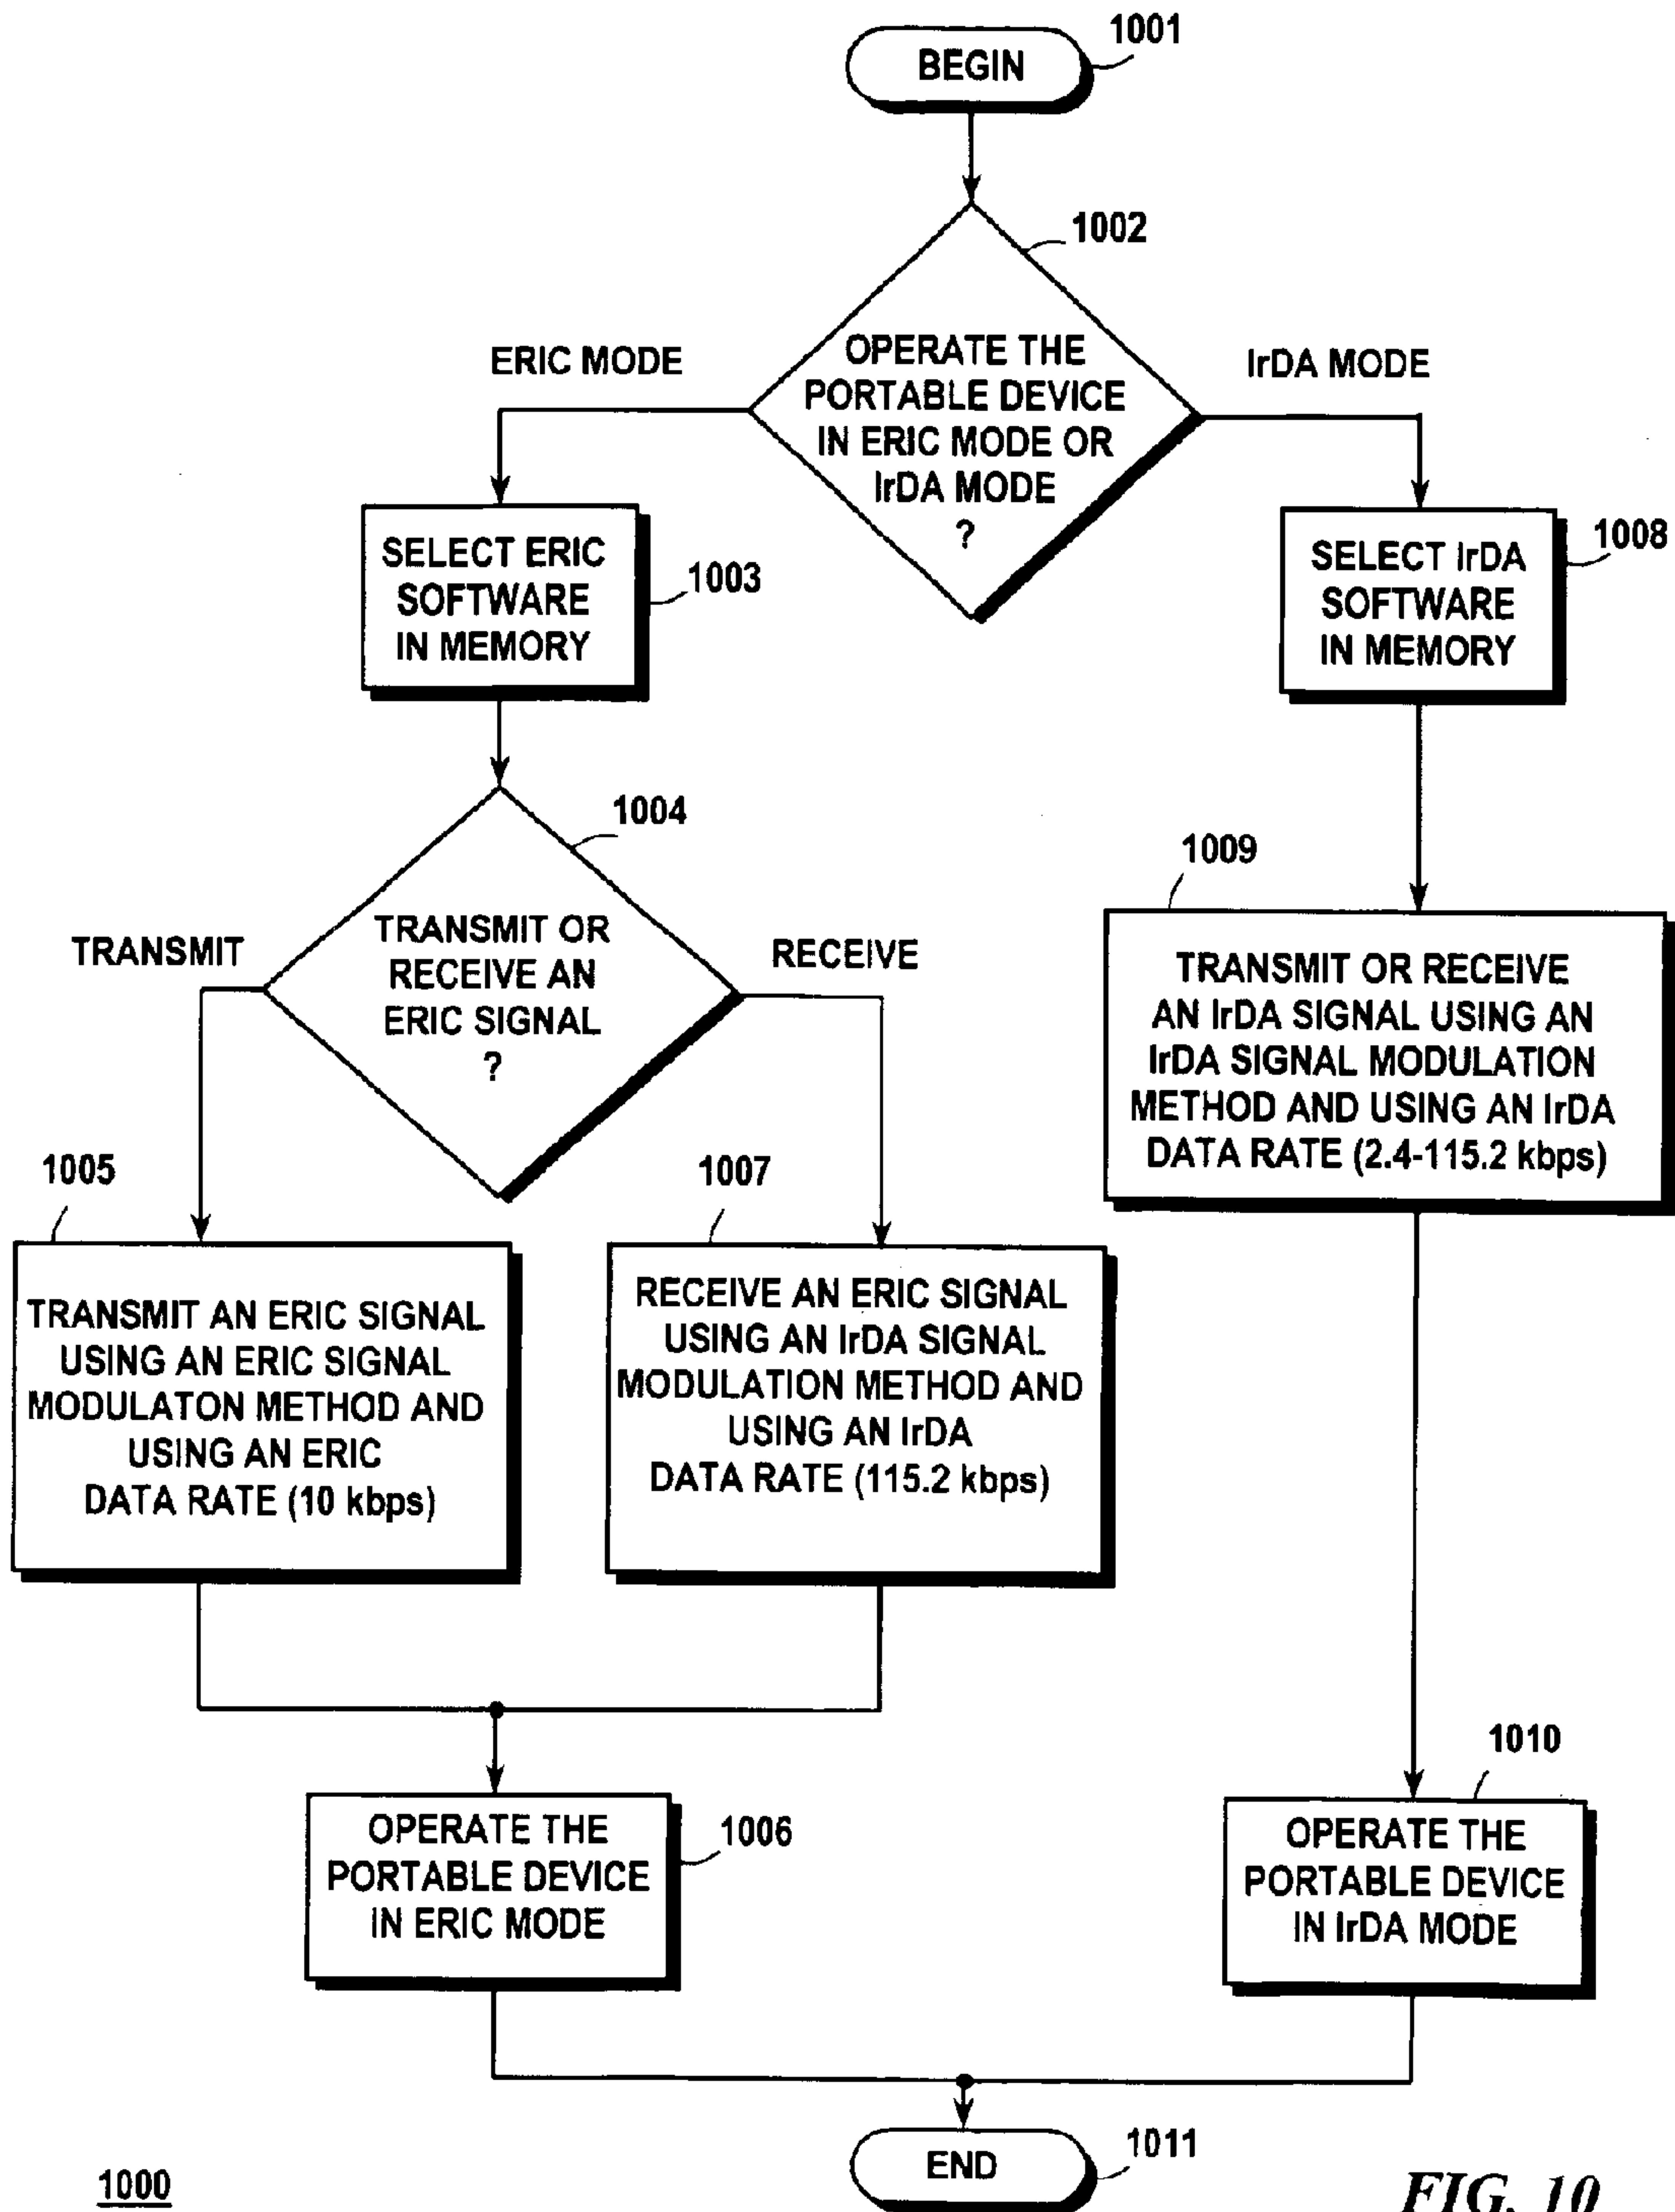 1001
BEGIN
1002
OPERATE THE
PORTABLE DEVICE
IN ERIC MODE OR
IrDA MODE
?
ERIC MODE
IrDA MODE
SELECT ERIC
SOFTWARE
IN MEMORY
1003
SELECT IrDA
SOFTWARE
IN MEMORY
1008
1004
TRANSMIT OR
RECEIVE AN
ERIC SIGNAL
?
TRANSMIT
RECEIVE
1009
TRANSMIT OR RECEIVE
AN IrDA SIGNAL USING AN
IrDA SIGNAL MODULATION
METHOD AND USING AN IrDA
DATA RATE (2.4-115.2 kbps)
1005
TRANSMIT AN ERIC SIGNAL
USING AN ERIC SIGNAL
MODULATON METHOD AND
USING AN ERIC
DATA RATE (10 kbps)
1007
RECEIVE AN ERIC SIGNAL
USING AN IrDA SIGNAL
MODULATION METHOD AND
USING AN IrDA
DATA RATE (115.2 kbps)
OPERATE THE
PORTABLE DEVICE
IN ERIC MODE
1006
1010
OPERATE THE
PORTABLE DEVICE
IN IrDA MODE
END
1011
1000
FIG. 10